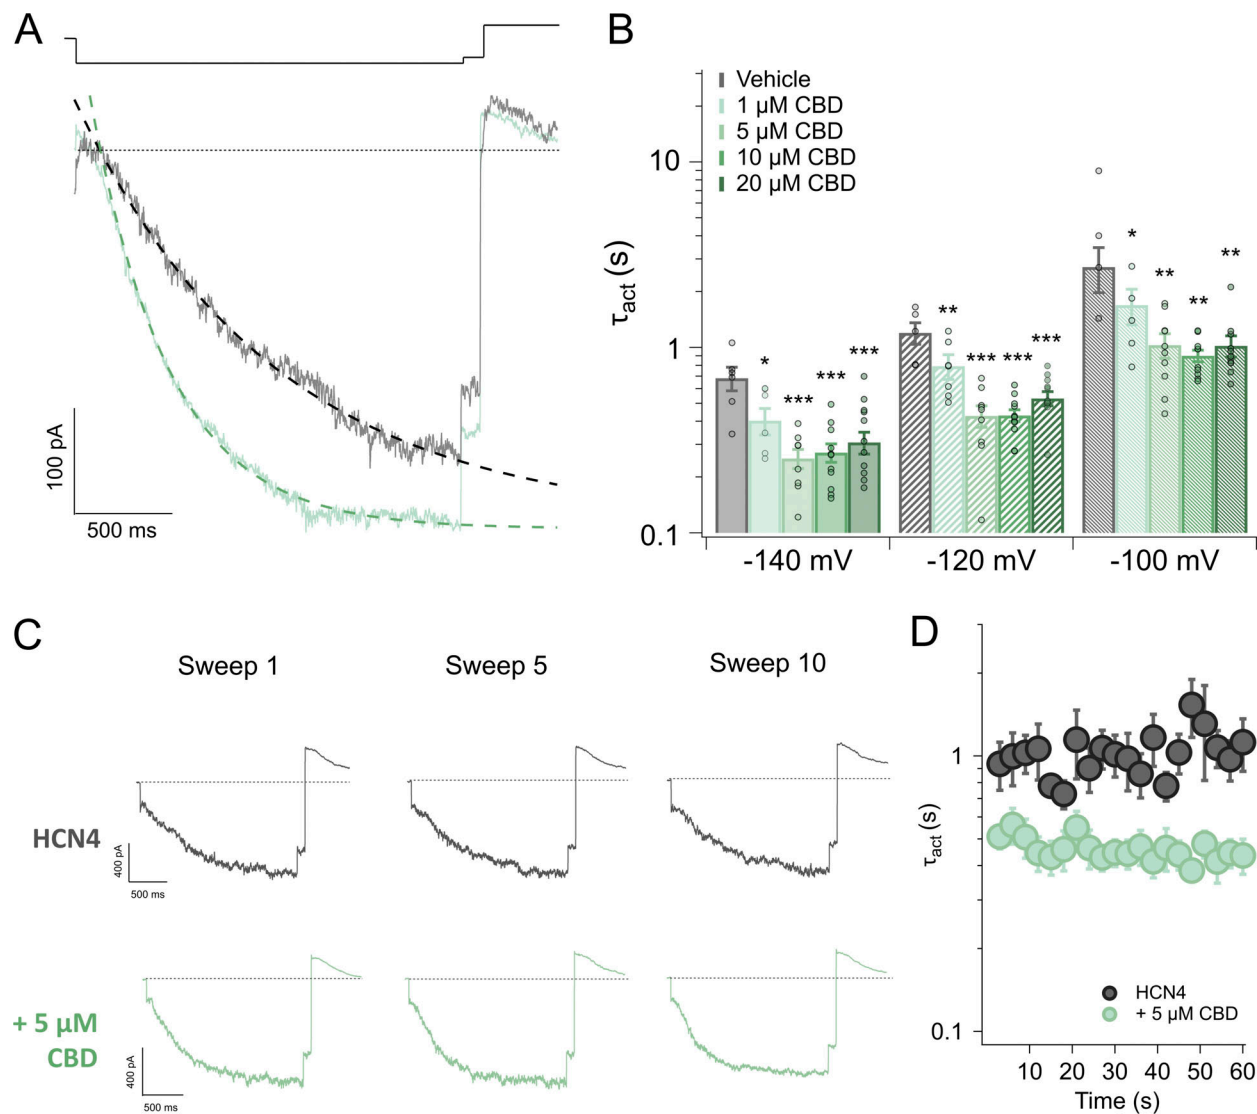 A
100 pA
500 ms
B
Vehicle
1 µM CBD
5 µM CBD
10 µM CBD
20 µM CBD
τact (s)
10
1
0.1
* *** *** ***
** *** *** ***
* ** ** **
-140 mV -120 mV -100 mV
C
Sweep 1 Sweep 5 Sweep 10
HCN4
400 pA
500 ms
+ 5 µM
CBD
400 pA
500 ms
D
τact (s)
1
0.1
HCN4
+ 5 µM CBD
10 20 30 40 50 60
Time (s)